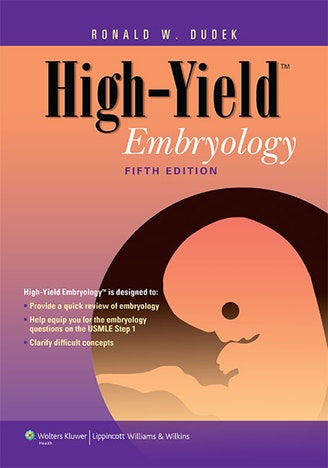 RONALD W. DUDEK
High-Yield™
Embryology
FIFTH EDITION
High-Yield Embryology™ is designed to:
• Provide a quick review of embryology
• Help equip you for the embryology
questions on the USMLE Step 1
• Clarify difficult concepts
Wolters Kluwer | Lippincott Williams & Wilkins
Health